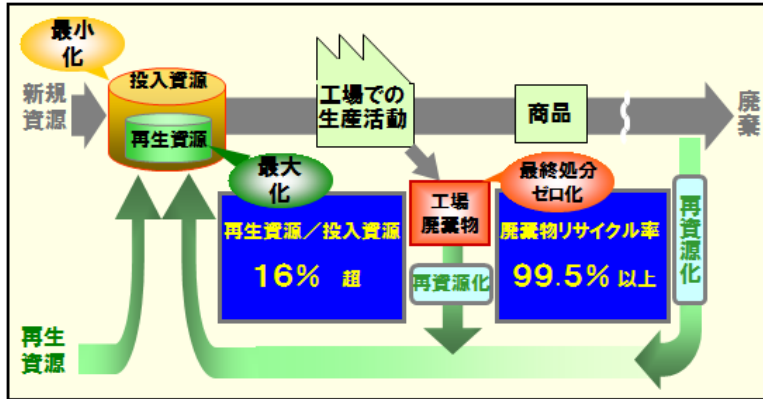 最小
化
投入資源
新規
資源
再生資源
最大
化
工場での
生産活動
商品
廃
棄
最終処分
ゼロ化
工場
廃棄物
再生資源／投入資源
16% 超
再資源化
廃棄物リサイクル率
99.5% 以上
再資源化
再生
資源